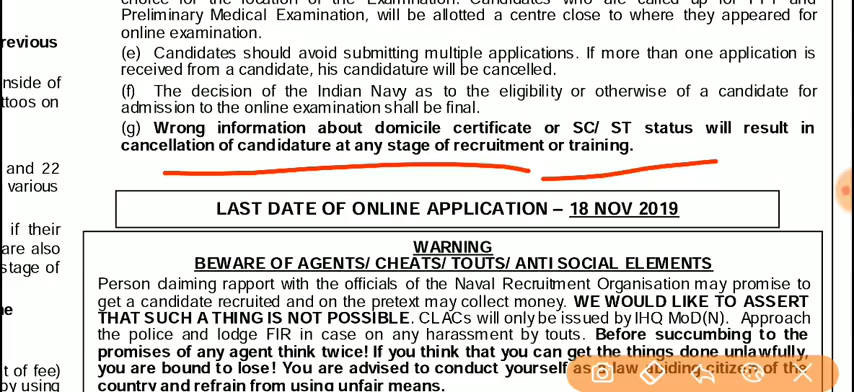 choice for the location of the Examination. Candidates who are called up for PFT and
Preliminary Medical Examination, will be allotted a centre close to where they appeared for
online examination.
(e) Candidates should avoid submitting multiple applications. If more than one application is
received from a candidate, his candidature will be cancelled.
(f) The decision of the Indian Navy as to the eligibility or otherwise of a candidate for
admission to the online examination shall be final.
(g) Wrong information about domicile certificate or SC/ ST status will result in
cancellation of candidature at any stage of recruitment or training.
LAST DATE OF ONLINE APPLICATION – 18 NOV 2019
WARNING
BEWARE OF AGENTS/ CHEATS/ TOUTS/ ANTI SOCIAL ELEMENTS
Person claiming rapport with the officials of the Naval Recruitment Organisation may promise to
get a candidate recruited and on the pretext may collect money. WE WOULD LIKE TO ASSERT
THAT SUCH A THING IS NOT POSSIBLE. CLACs will only be issued by IHQ MoD(N). Approach
the police and lodge FIR in case on any harassment by touts. Before succumbing to the
promises of any agent think twice! If you think that you can get the things done unlawfully,
you are bound to lose! You are advised to conduct yourself as a law abiding citizen of the
country and refrain from using unfair means.
revious
nside of
ttoos on
and 22
various
if their
are also
stage of
ne
t of fee)
by using